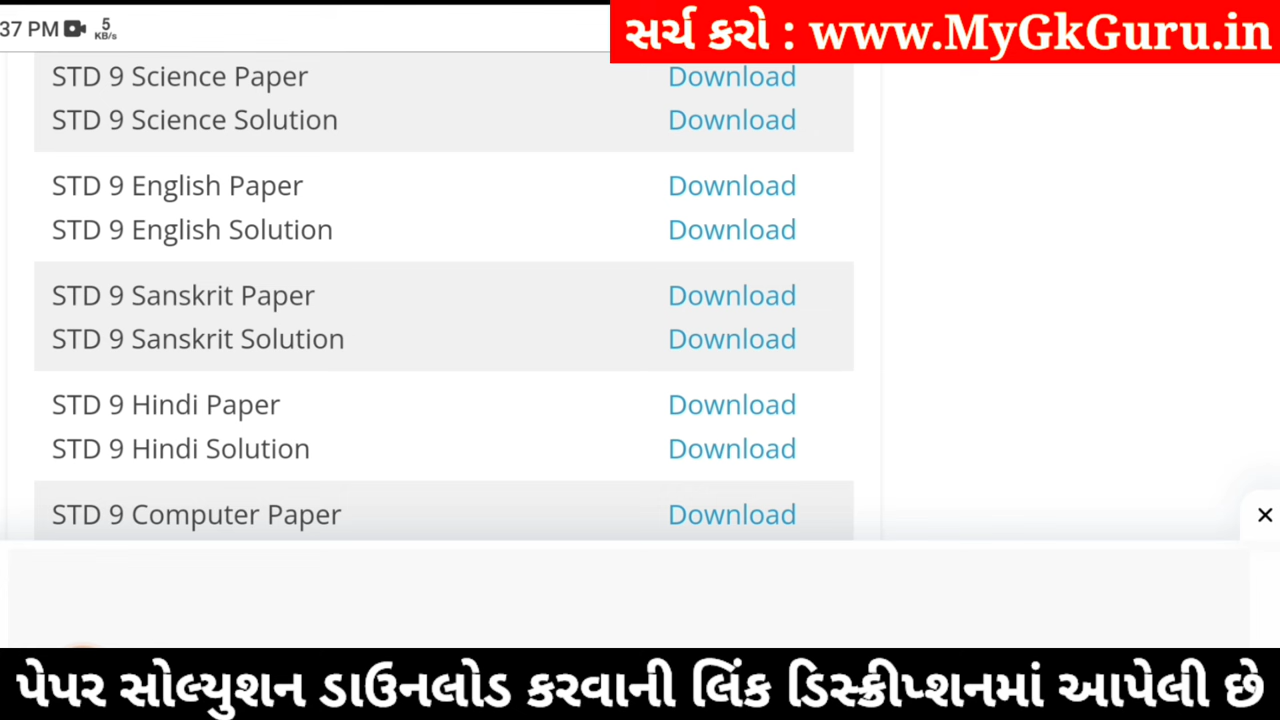 37 PM 5 KB/s
સર્ચ કરો : www.MyGkGuru.in
STD 9 Science Paper Download
STD 9 Science Solution Download
STD 9 English Paper Download
STD 9 English Solution Download
STD 9 Sanskrit Paper Download
STD 9 Sanskrit Solution Download
STD 9 Hindi Paper Download
STD 9 Hindi Solution Download
STD 9 Computer Paper Download
પેપર સોલ્યુશન ડાઉનલોડ કરવાની લિંક ડિસ્ક્રીપ્શનમાં આપેલી છે